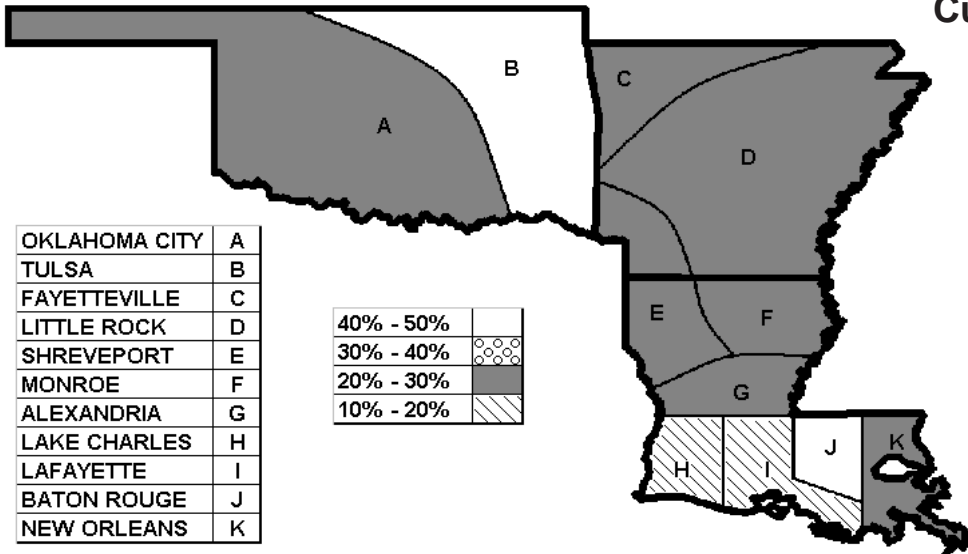 Cu
B
C
A
D
OKLAHOMA CITY A
TULSA B
FAYETTEVILLE C
LITTLE ROCK D
SHREVEPORT E
MONROE F
ALEXANDRIA G
LAKE CHARLES H
LAFAYETTE I
BATON ROUGE J
NEW ORLEANS K
40% - 50%
30% - 40%
20% - 30%
10% - 20%
E
F
G
H
I
J
K